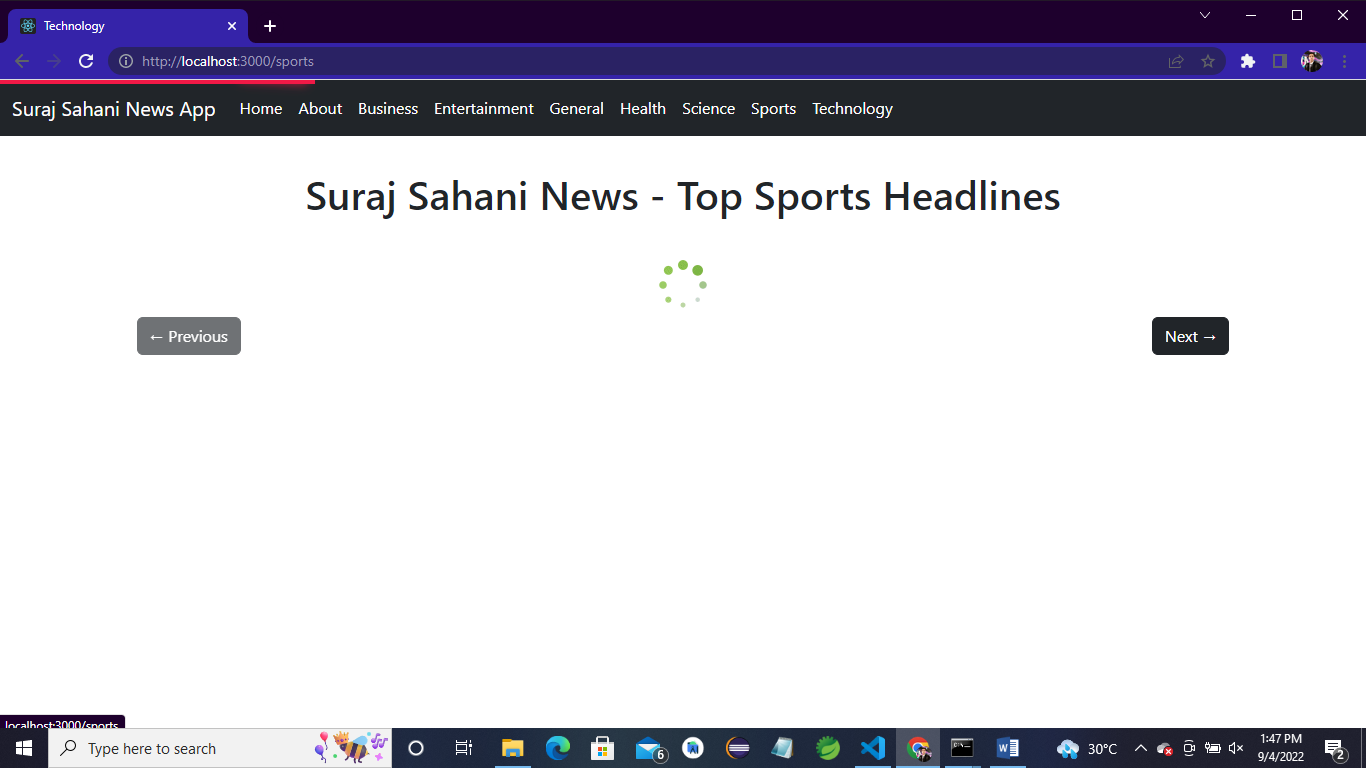 Technology
http://localhost:3000/sports
Suraj Sahani News App Home About Business Entertainment General Health Science Sports Technology
Suraj Sahani News - Top Sports Headlines
← Previous
Next →
localhost:3000/sports
Type here to search
6
30°C
1:47 PM
9/4/2022
2